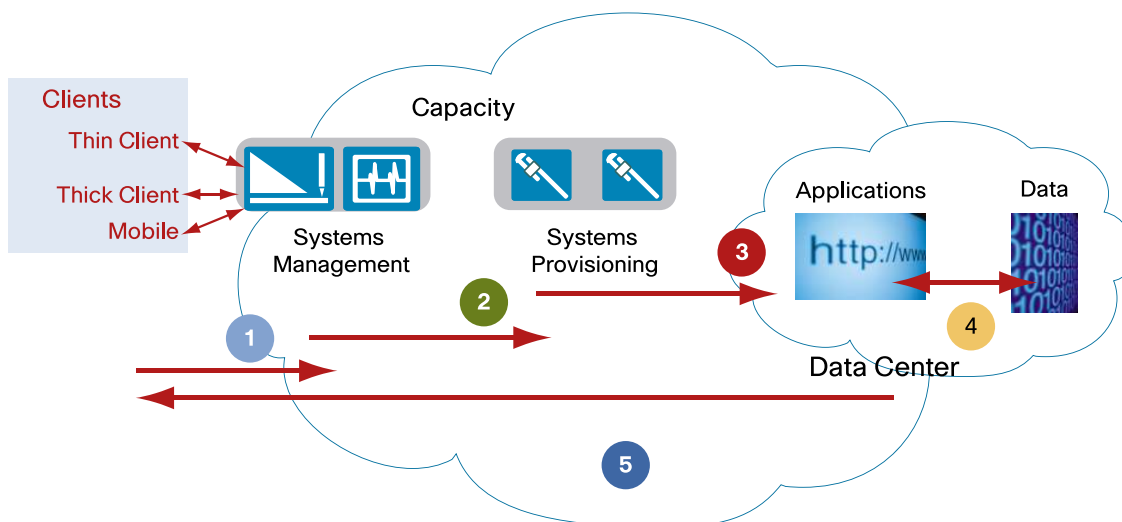 Clients
Thin Client
Thick Client
Mobile
Capacity
Systems
Management
Systems
Provisioning
Applications
Data
http://www
1
2
3
4
5
Data Center